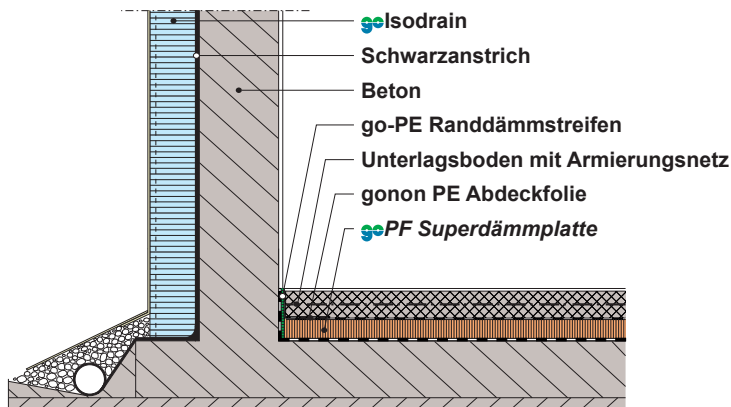 goIsodrain
Schwarzanstrich
Beton
go-PE Randdämmstreifen
Unterlagsboden mit Armierungsnetz
gonon PE Abdeckfolie
goPF Superdämmplatte